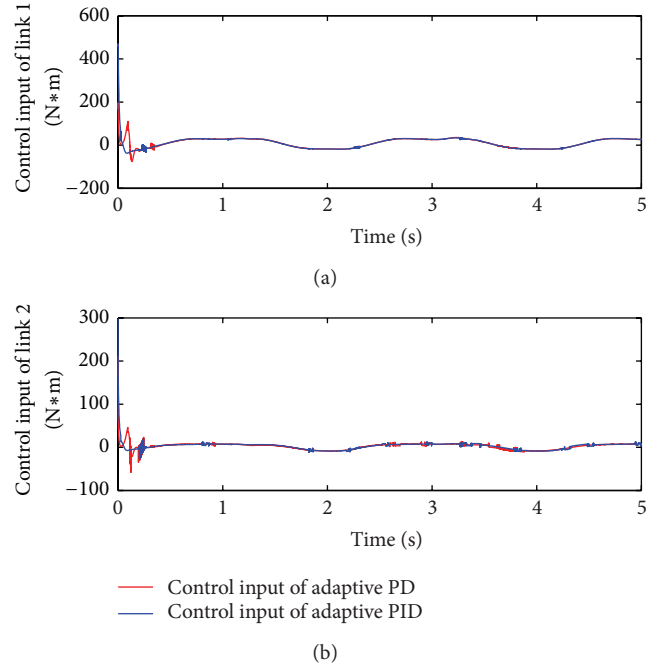 Control input of link 1
(N∗m)
600
400
200
0
−200
0
1
2
3
4
5
Time (s)
(a)
Control input of link 2
(N∗m)
300
200
100
0
−100
0
1
2
3
4
5
Time (s)
Control input of adaptive PD
Control input of adaptive PID
(b)